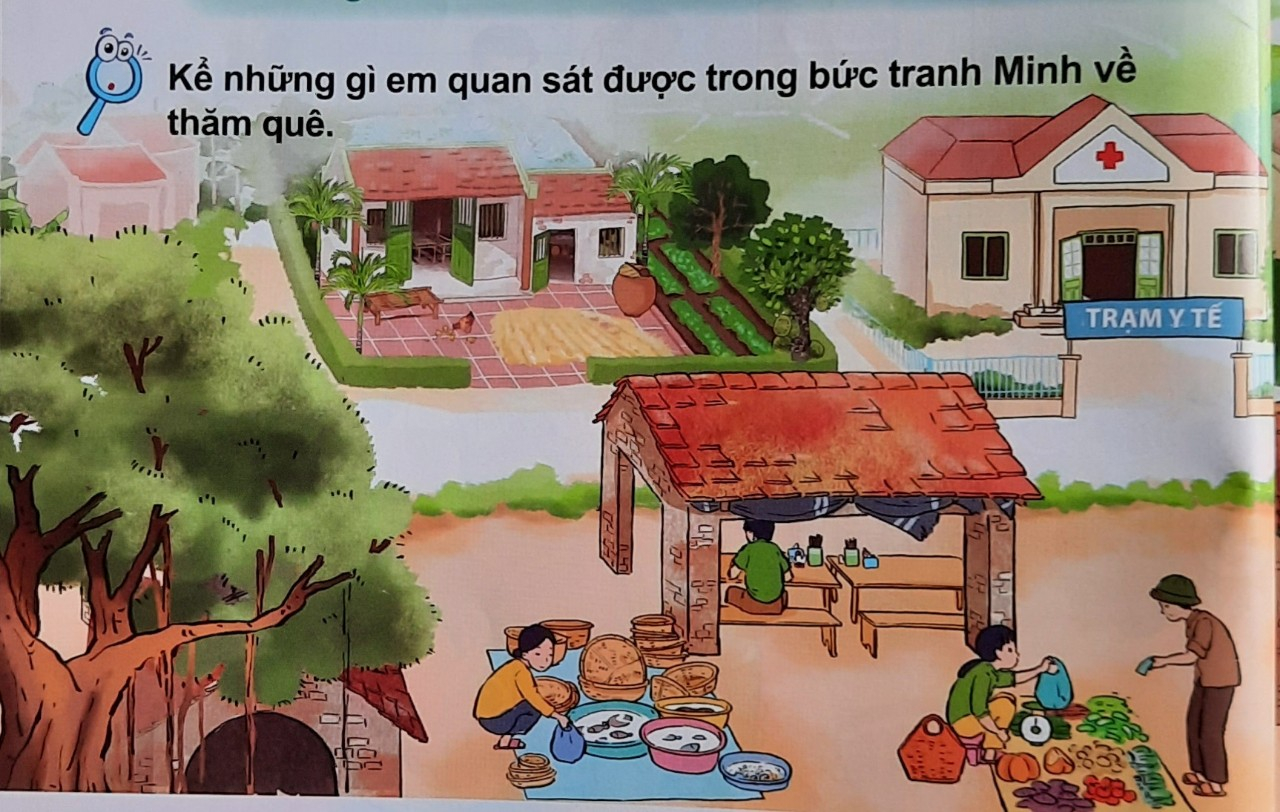 Kể những gì em quan sát được trong bức tranh Minh về
thăm quê.
TRẠM Y TẾ